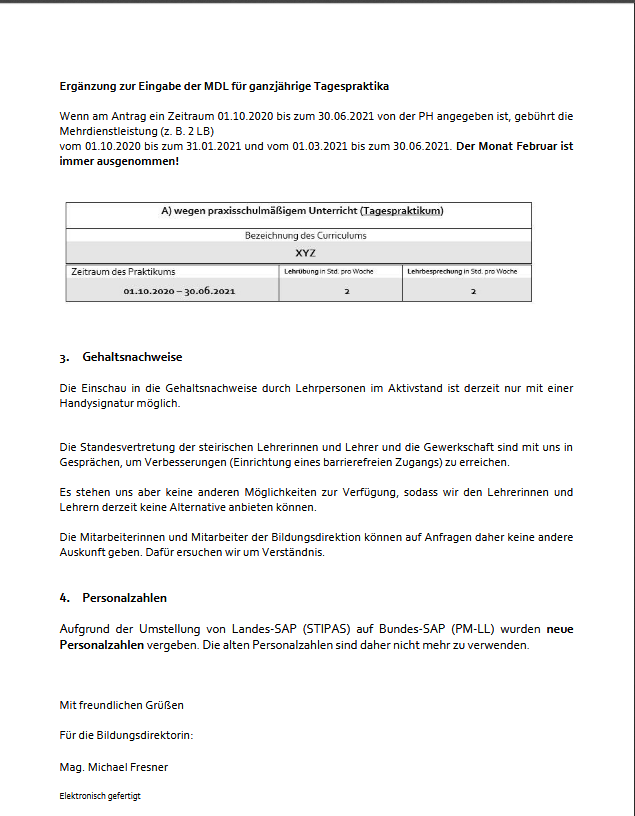 Ergänzung zur Eingabe der MDL für ganzjährige Tagespraktika
Wenn am Antrag ein Zeitraum 01.10.2020 bis zum 30.06.2021 von der PH angegeben ist, gebührt die
Mehrdienstleistung (z. B. 2 LB)
vom 01.10.2020 bis zum 31.01.2021 und vom 01.03.2021 bis zum 30.06.2021. Der Monat Februar ist
immer ausgenommen!
A) wegen praxisschulmäßigem Unterricht (Tagespraktikum)
Bezeichnung des Curriculums
XYZ
Zeitraum des Praktikums Lehrübung in Std. pro Woche Lehrbesprechung in Std. pro Woche
01.10.2020 – 30.06.2021 2 2
3. Gehaltsnachweise
Die Einschau in die Gehaltsnachweise durch Lehrpersonen im Aktivstand ist derzeit nur mit einer
Handysignatur möglich.
Die Standesvertretung der steirischen Lehrerinnen und Lehrer und die Gewerkschaft sind mit uns in
Gesprächen, um Verbesserungen (Einrichtung eines barrierefreien Zugangs) zu erreichen.
Es stehen uns aber keine anderen Möglichkeiten zur Verfügung, sodass wir den Lehrerinnen und
Lehrern derzeit keine Alternative anbieten können.
Die Mitarbeiterinnen und Mitarbeiter der Bildungsdirektion können auf Anfragen daher keine andere
Auskunft geben. Dafür ersuchen wir um Verständnis.
4. Personalzahlen
Aufgrund der Umstellung von Landes-SAP (STIPAS) auf Bundes-SAP (PM-LL) wurden neue
Personalzahlen vergeben. Die alten Personalzahlen sind daher nicht mehr zu verwenden.
Mit freundlichen Grüßen
Für die Bildungsdirektorin:
Mag. Michael Fresner
Elektronisch gefertigt